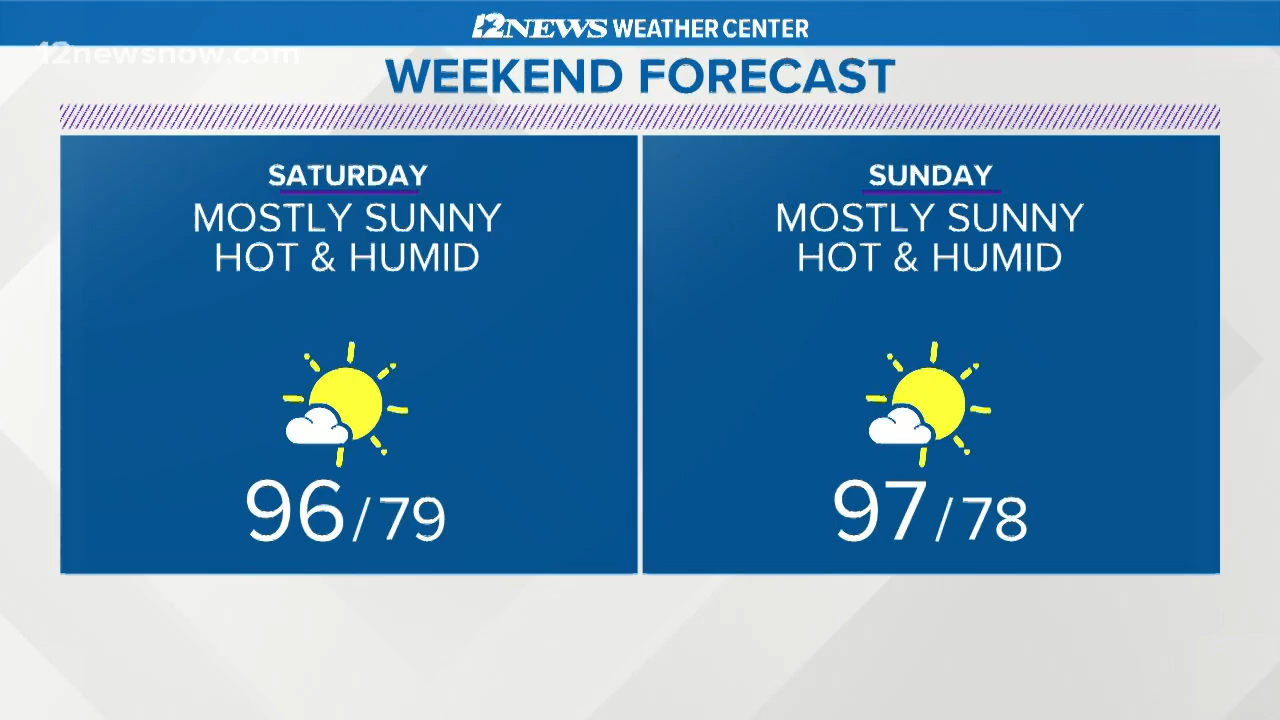 12NEWS WEATHER CENTER
12newsnow.com
WEEKEND FORECAST
SATURDAY
MOSTLY SUNNY
HOT & HUMID
96/79
SUNDAY
MOSTLY SUNNY
HOT & HUMID
97/78